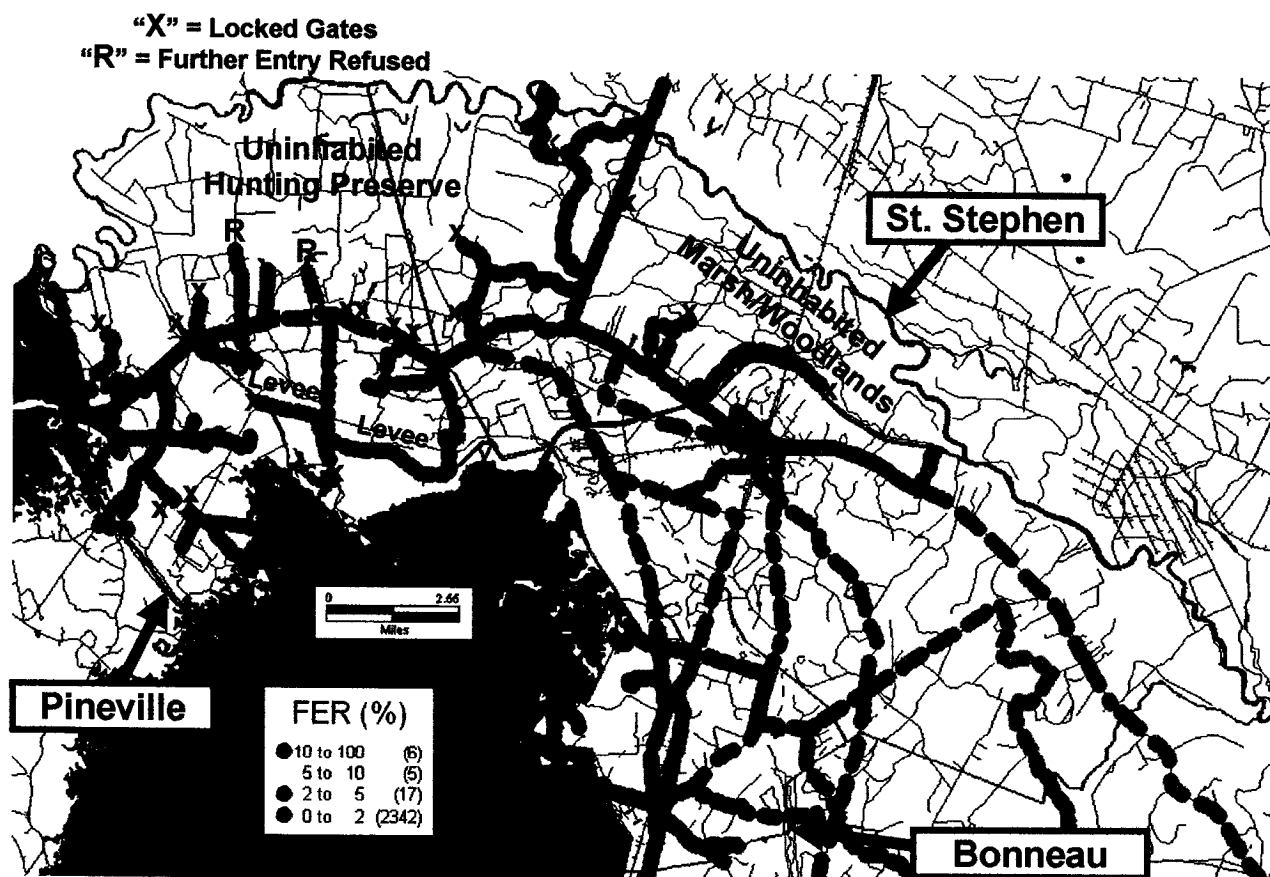 “X” = Locked Gates
“R” = Further Entry Refused
Uninhabited
Hunting Preserve
R
R
X
X
X
X
St. Stephen
Uninhabited
Marsh/Woodlands
Levee
Levee
L
0 2.66
Miles
Pineville
FER (%)
10 to 100 (6)
5 to 10 (5)
2 to 5 (17)
0 to 2 (2342)
Bonneau